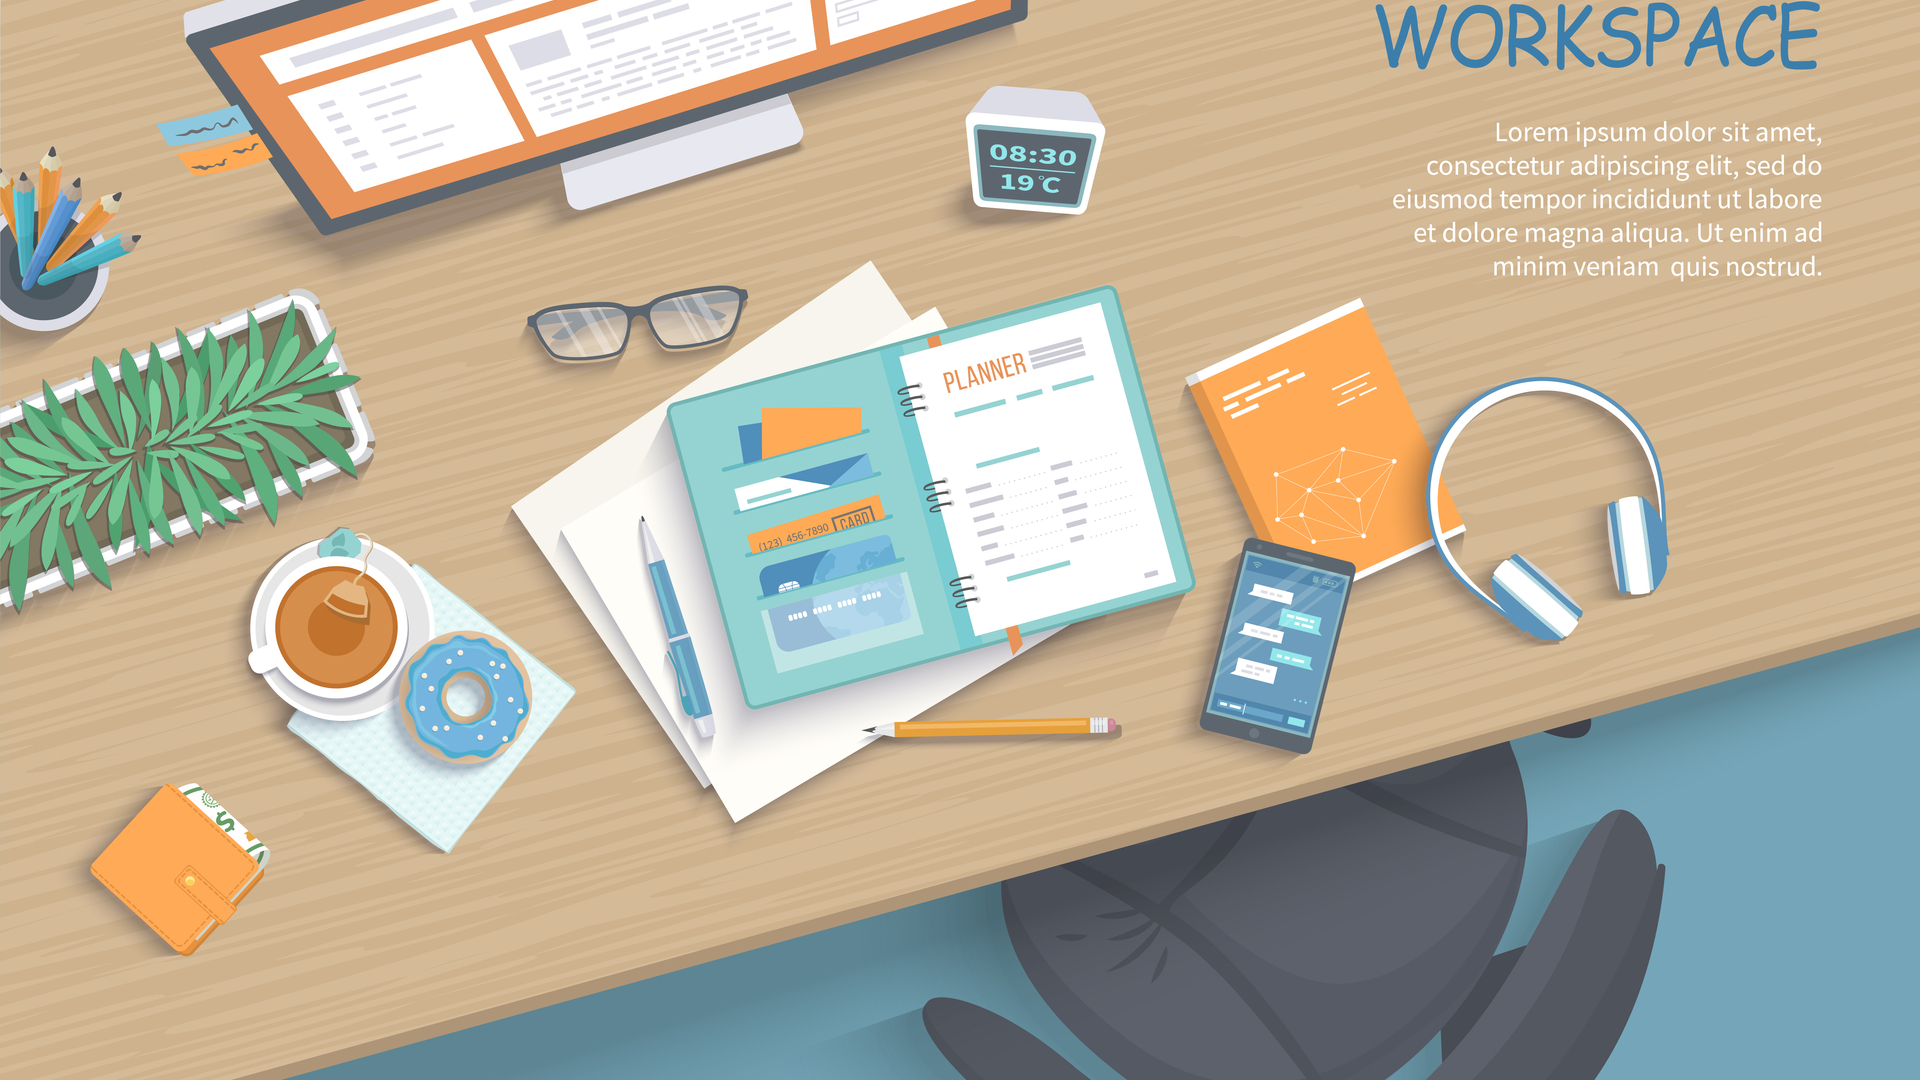 WORKSPACE
Lorem ipsum dolor sit amet,
consectetur adipiscing elit, sed do
eiusmod tempor incididunt ut labore
et dolore magna aliqua. Ut enim ad
minim veniam  quis nostrud.
08:30
19°C
PLANNER
(123) 456-7890 CARD
$